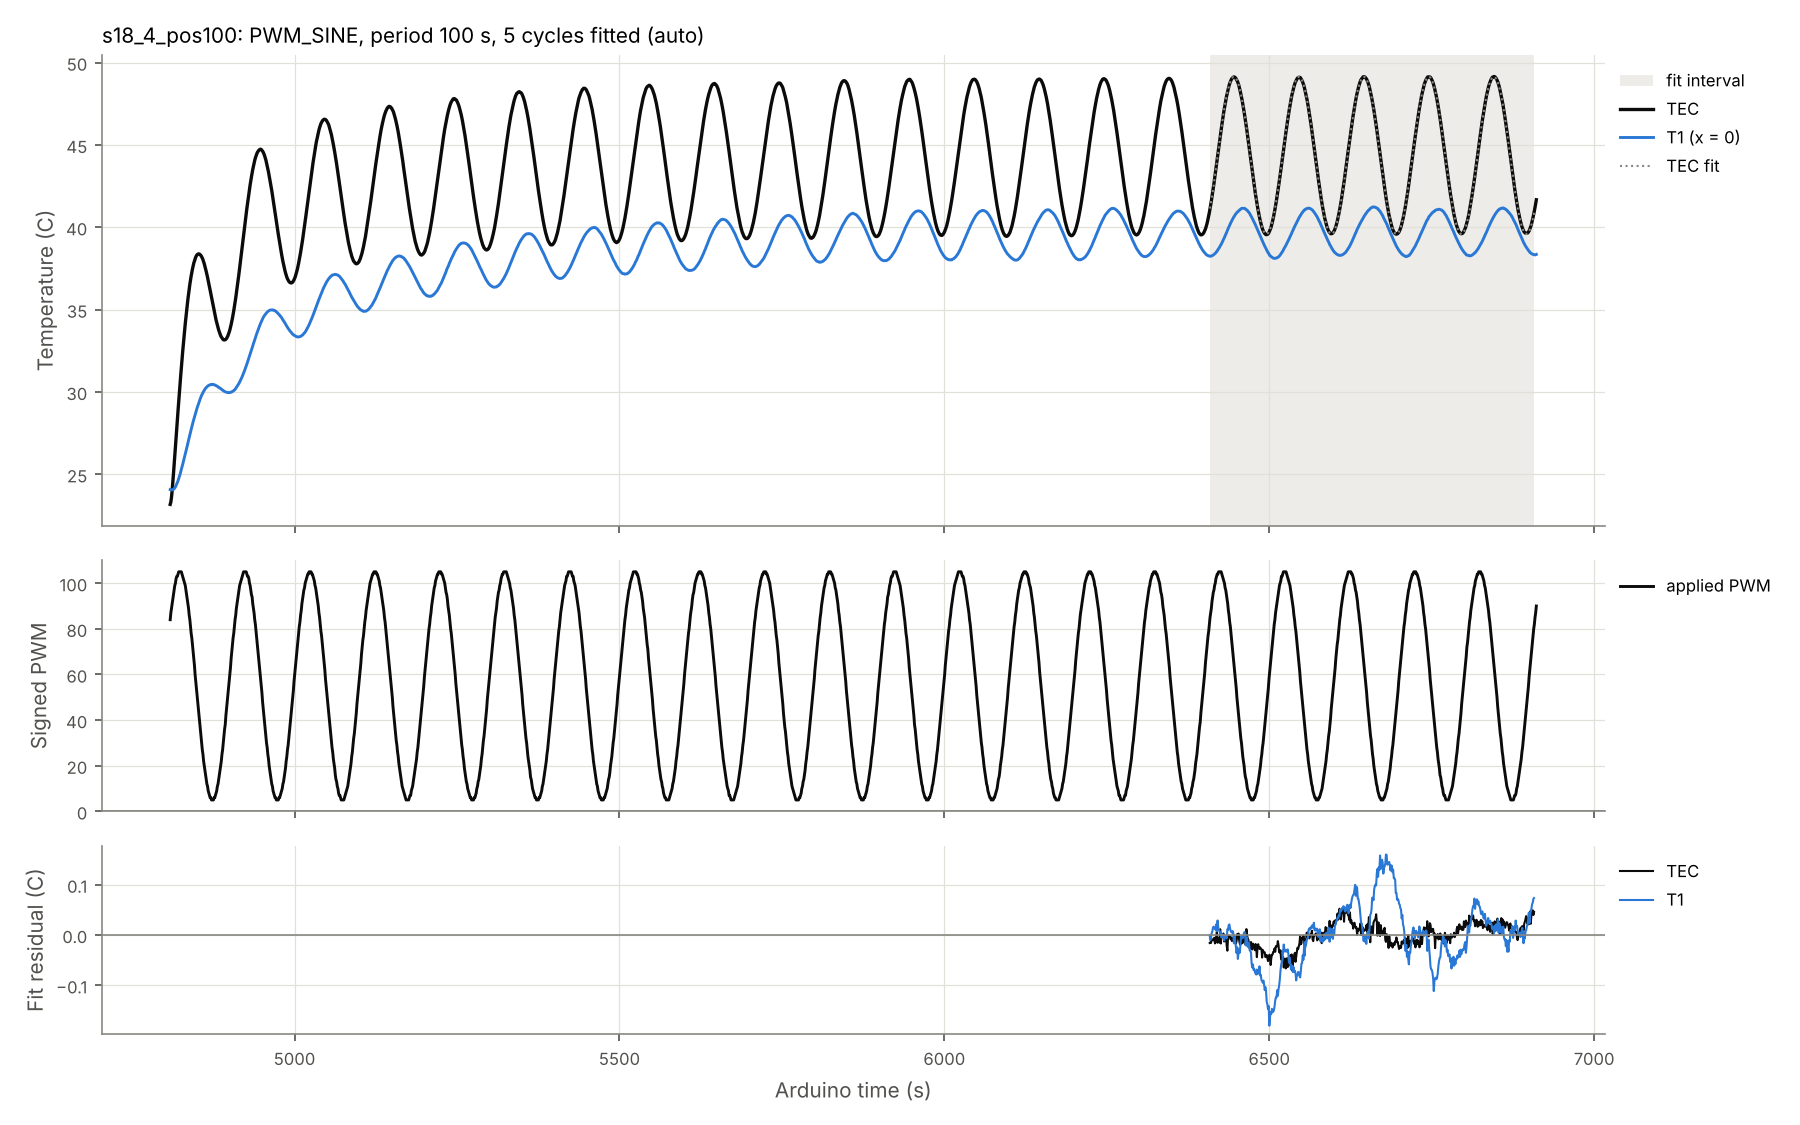 s18_4_pos100: PWM_SINE, period 100 s, 5 cycles fitted (auto)
Temperature (C)
50
45
40
35
30
25
fit interval
TEC
T1 (x = 0)
TEC fit
Signed PWM
100
80
60
40
20
0
applied PWM
Fit residual (C)
0.1
0.0
−0.1
TEC
T1
5000
5500
6000
6500
7000
Arduino time (s)